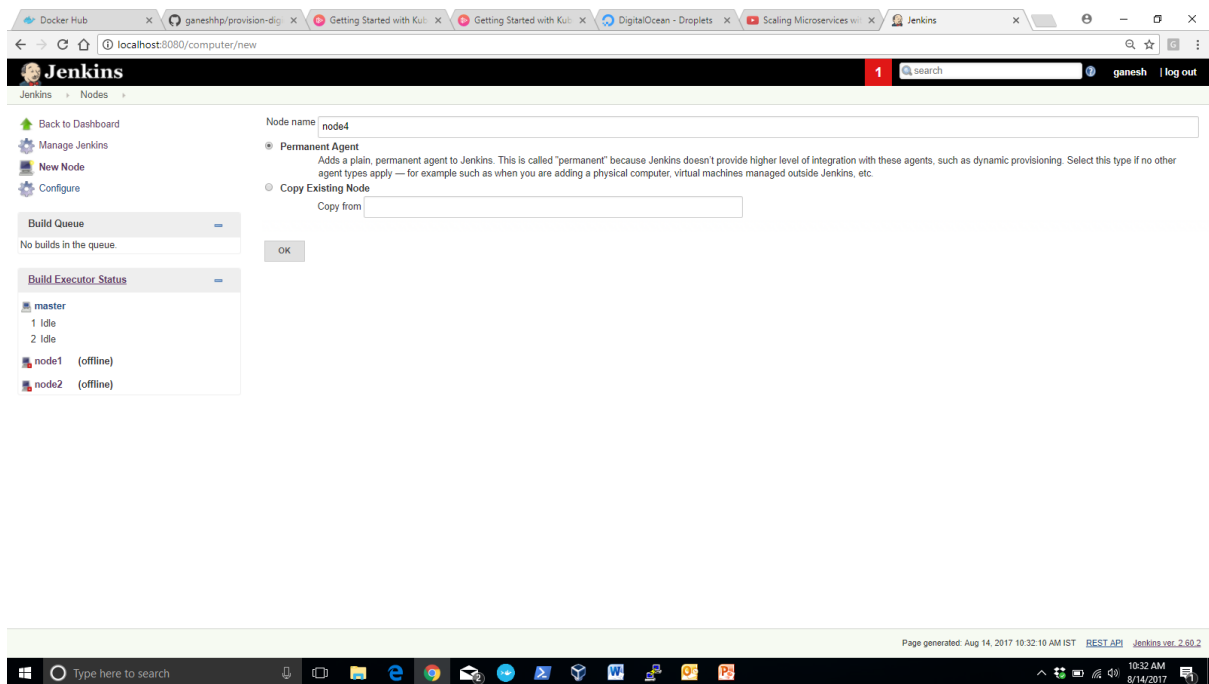 Docker Hub
ganeshhp/provision-digi
Getting Started with Kub
Getting Started with Kub
DigitalOcean - Droplets
Scaling Microservices wit
Jenkins
localhost:8080/computer/new
Jenkins
1
search
ganesh | log out
Jenkins Nodes
Back to Dashboard
Manage Jenkins
New Node
Configure
Build Queue
No builds in the queue.
Build Executor Status
master
1 Idle
2 Idle
node1 (offline)
node2 (offline)
Node name node4
Permanent Agent
Adds a plain, permanent agent to Jenkins. This is called "permanent" because Jenkins doesn't provide higher level of integration with these agents, such as dynamic provisioning. Select this type if no other
agent types apply — for example such as when you are adding a physical computer, virtual machines managed outside Jenkins, etc.
Copy Existing Node
Copy from
OK
Page generated: Aug 14, 2017 10:32:10 AM IST REST API Jenkins ver. 2.60.2
Type here to search
10:32 AM
8/14/2017